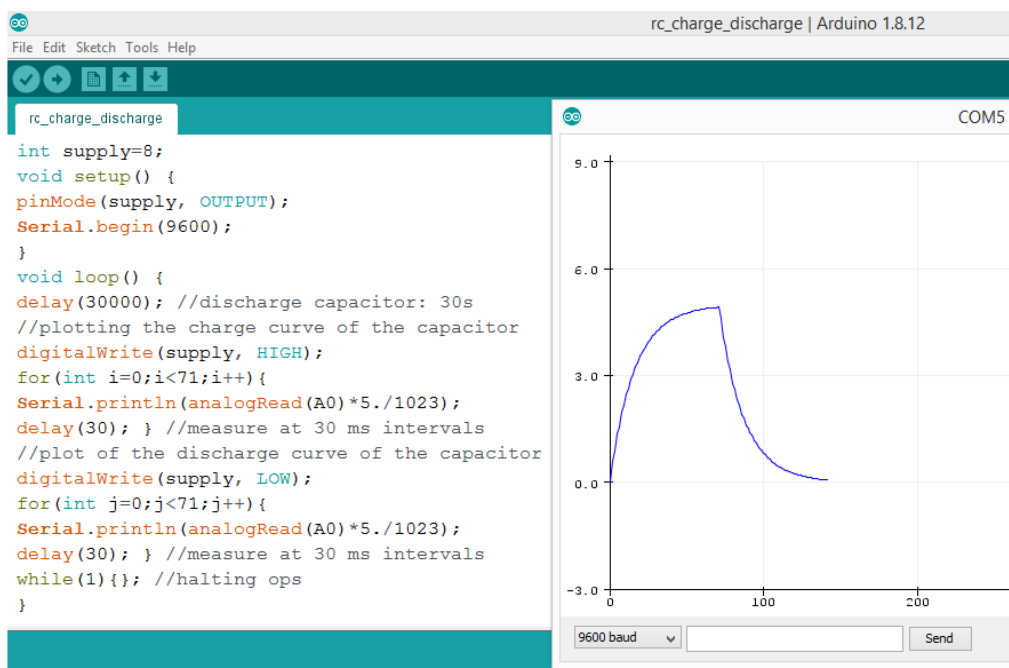 rc_charge_discharge | Arduino 1.8.12
File Edit Sketch Tools Help
rc_charge_discharge
int supply=8;
void setup() {
pinMode(supply, OUTPUT);
Serial.begin(9600);
}
void loop() {
delay(30000); //discharge capacitor: 30s
//plotting the charge curve of the capacitor
digitalWrite(supply, HIGH);
for(int i=0;i<71;i++){
Serial.println(analogRead(A0)*5./1023);
delay(30); } //measure at 30 ms intervals
//plot of the discharge curve of the capacitor
digitalWrite(supply, LOW);
for(int j=0;j<71;j++){
Serial.println(analogRead(A0)*5./1023);
delay(30); } //measure at 30 ms intervals
while(1){}; //halting ops
}
COM5
9.0
6.0
3.0
0.0
-3.0
0 100 200
9600 baud Send